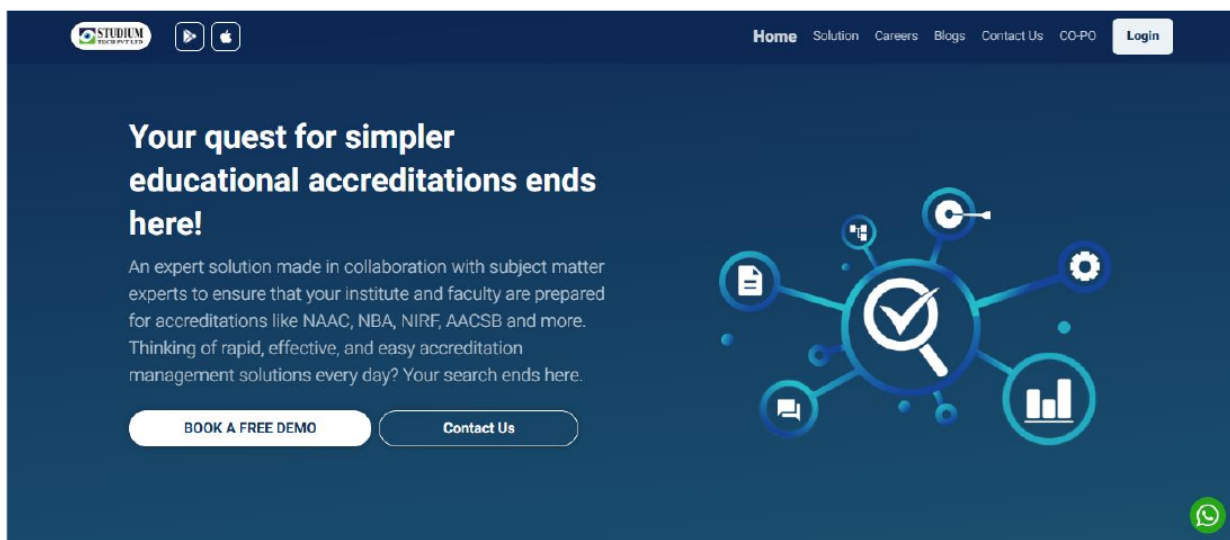 STUDIUM
TECH PVT LTD
Home Solution Careers Blogs Contact Us CO-PO Login
Your quest for simpler
educational accreditations ends
here!
An expert solution made in collaboration with subject matter
experts to ensure that your institute and faculty are prepared
for accreditations like NAAC, NBA, NIRF, AACSB and more.
Thinking of rapid, effective, and easy accreditation
management solutions every day? Your search ends here.
BOOK A FREE DEMO Contact Us